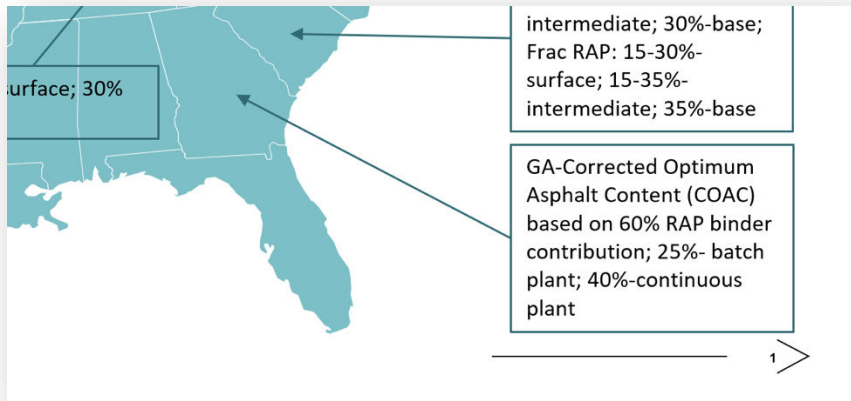 urface; 30%
intermediate; 30%-base;
Frac RAP: 15-30%-
surface; 15-35%-
intermediate; 35%-base
GA-Corrected Optimum
Asphalt Content (COAC)
based on 60% RAP binder
contribution; 25%- batch
plant; 40%-continuous
plant
1